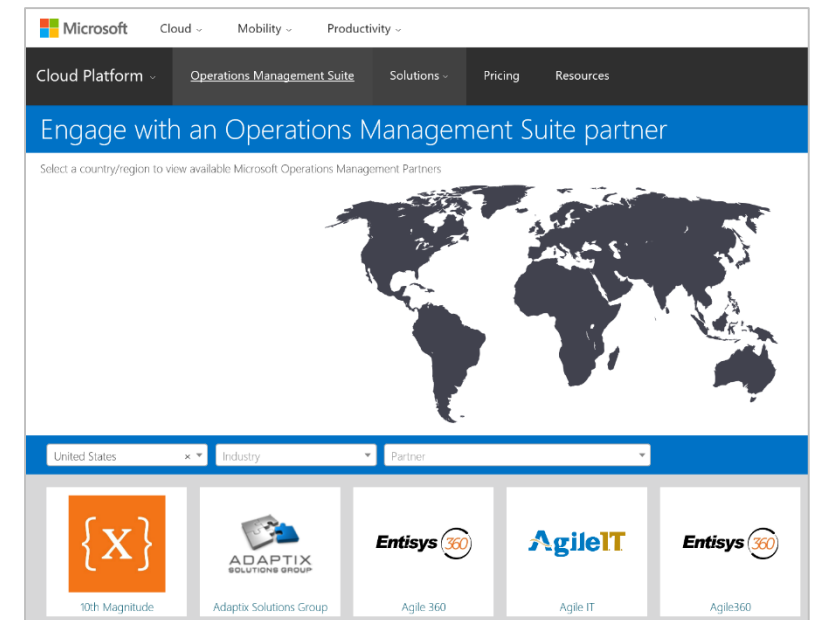 Microsoft Cloud Mobility Productivity
Cloud Platform Operations Management Suite Solutions Pricing Resources
Engage with an Operations Management Suite partner
Select a country/region to view available Microsoft Operations Management Partners
United States × Industry Partner
{x} ADAPTIX Entisys 360 AgileIT Entisys 360
SOLUTIONS GROUP
10th Magnitude Adaptix Solutions Group Agile 360 Agile IT Agile360